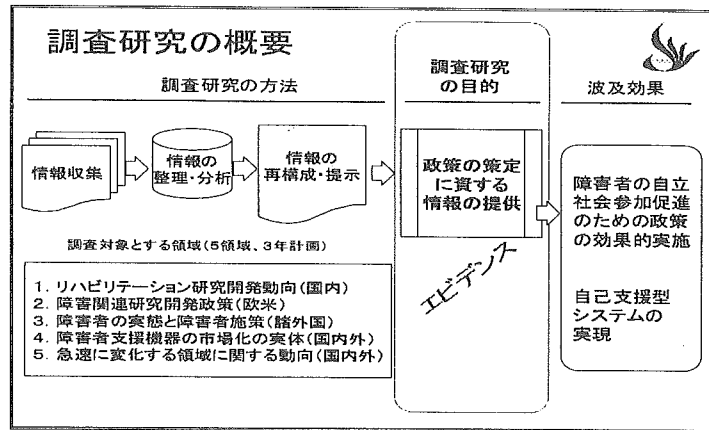 調査研究の概要
調査研究の方法
調査研究
の目的
波及効果
情報収集
情報の
整理・分析
情報の
再構成・提示
政策の策定
に資する
情報の提供
障害者の自立
社会参加促進
のための政策
の効果的実施
自己支援型
システムの
実現
エビデンス
調査対象とする領域(5領域、3年計画)
1. リハビリテーション研究開発動向(国内)
2. 障害関連研究開発政策(欧米)
3. 障害者の実態と障害者施策(諸外国)
4. 障害者支援機器の市場化の実体(国内外)
5. 急速に変化する領域に関する動向(国内外)